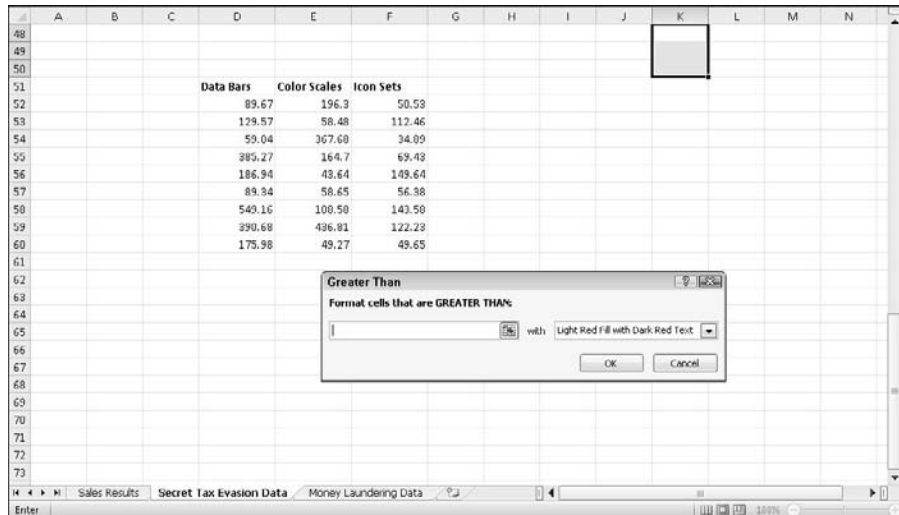 A B C D E F G H I J K L M N
48
49
50
51 Data Bars Color Scales Icon Sets
52 89.67 196.3 50.53
53 129.57 58.48 112.46
54 59.04 367.68 34.89
55 385.27 164.7 69.43
56 186.94 43.64 149.64
57 89.34 58.65 56.38
58 549.16 108.58 143.58
59 390.68 436.81 122.23
60 175.98 49.27 49.65
61
62 Greater Than
63 Format cells that are GREATER THAN:
64
65 with Light Red Fill with Dark Red Text
66
67 OK Cancel
68
69
70
71
72
73
Sales Results Secret Tax Evasion Data Money Laundering Data
Enter 100%